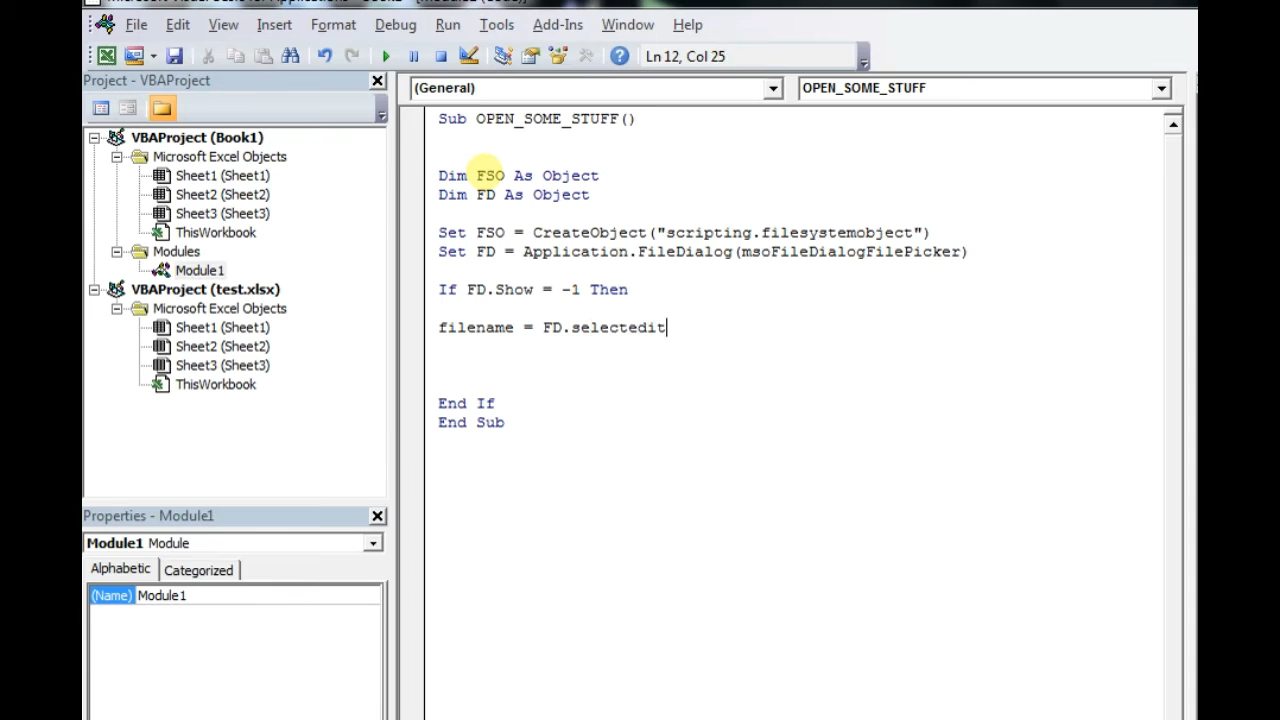 File Edit View Insert Format Debug Run Tools Add-Ins Window Help
Ln 12, Col 25
Project - VBAProject
(General) OPEN_SOME_STUFF
VBAProject (Book1)
Microsoft Excel Objects
Sheet1 (Sheet1)
Sheet2 (Sheet2)
Sheet3 (Sheet3)
ThisWorkbook
Modules
Module1
VBAProject (test.xlsx)
Microsoft Excel Objects
Sheet1 (Sheet1)
Sheet2 (Sheet2)
Sheet3 (Sheet3)
ThisWorkbook
Properties - Module1
Module1 Module
Alphabetic Categorized
(Name) Module1
Sub OPEN_SOME_STUFF()
Dim FSO As Object
Dim FD As Object
Set FSO = CreateObject("scripting.filesystemobject")
Set FD = Application.FileDialog(msoFileDialogFilePicker)
If FD.Show = -1 Then
filename = FD.selectedit
End If
End Sub